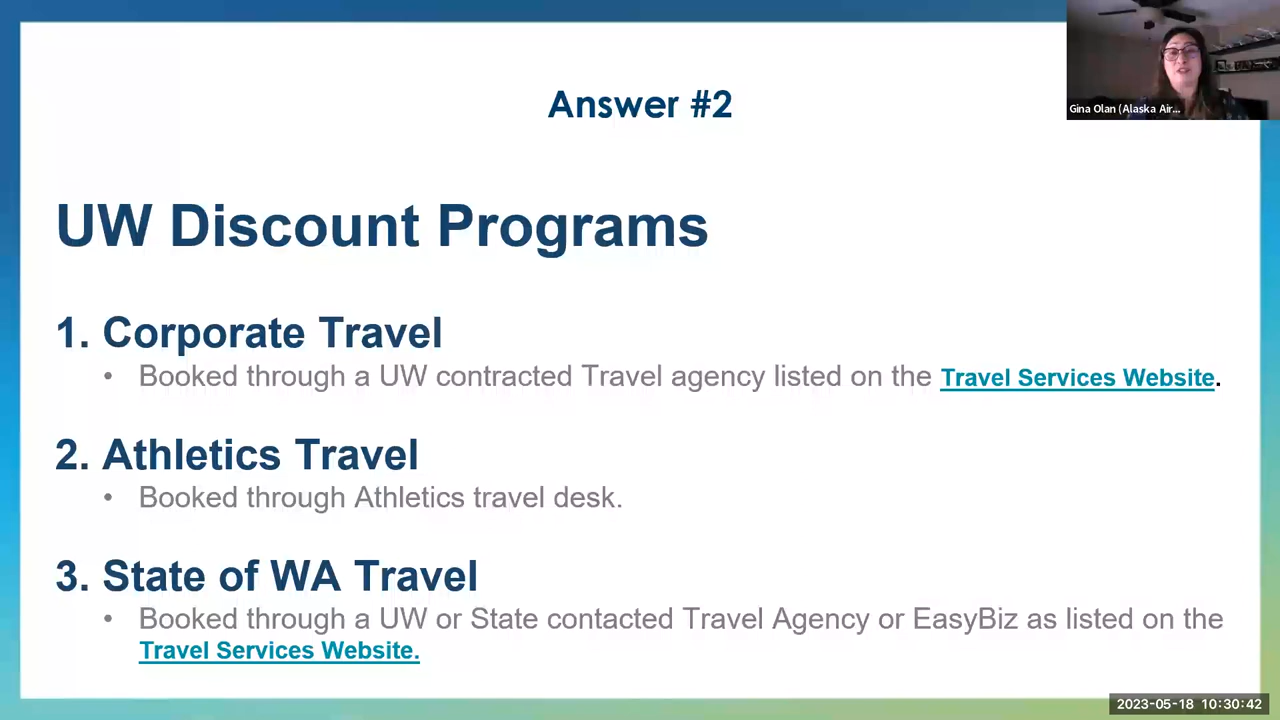 Answer #2
Gina Olan (Alaska Air...
UW Discount Programs
1. Corporate Travel
• Booked through a UW contracted Travel agency listed on the Travel Services Website.
2. Athletics Travel
• Booked through Athletics travel desk.
3. State of WA Travel
• Booked through a UW or State contacted Travel Agency or EasyBiz as listed on the
Travel Services Website.
2023-05-18 10:30:42